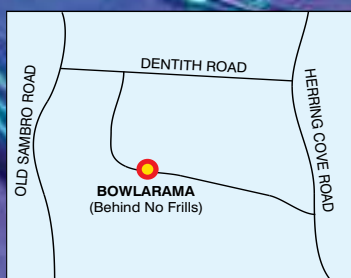 DENTITH ROAD
OLD SAMBRO ROAD
HERRING COVE ROAD
BOWLARAMA
(Behind No Frills)